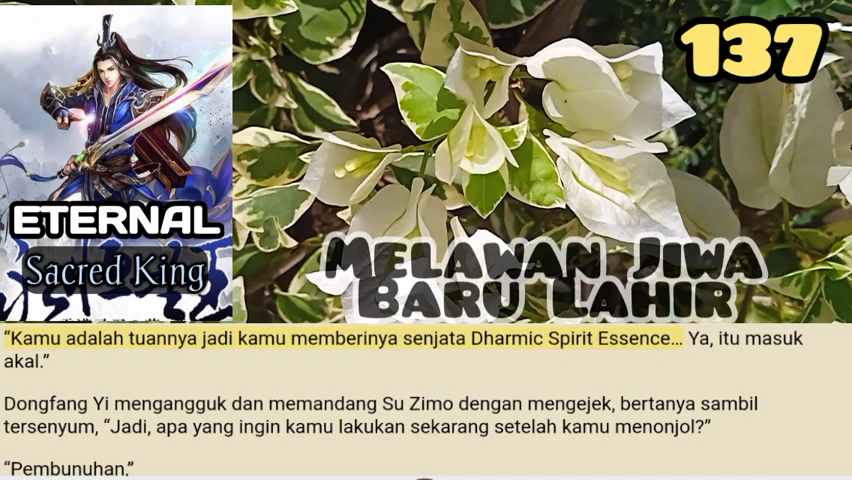 137
ETERNAL
Sacred King
MELAWAN JIWA
BARU LAHIR
“Kamu adalah tuannya jadi kamu memberinya senjata Dharmic Spirit Essence… Ya, itu masuk
akal.”
Dongfang Yi mengangguk dan memandang Su Zimo dengan mengejek, bertanya sambil
tersenyum, “Jadi, apa yang ingin kamu lakukan sekarang setelah kamu menonjol?”
“Pembunuhan.”